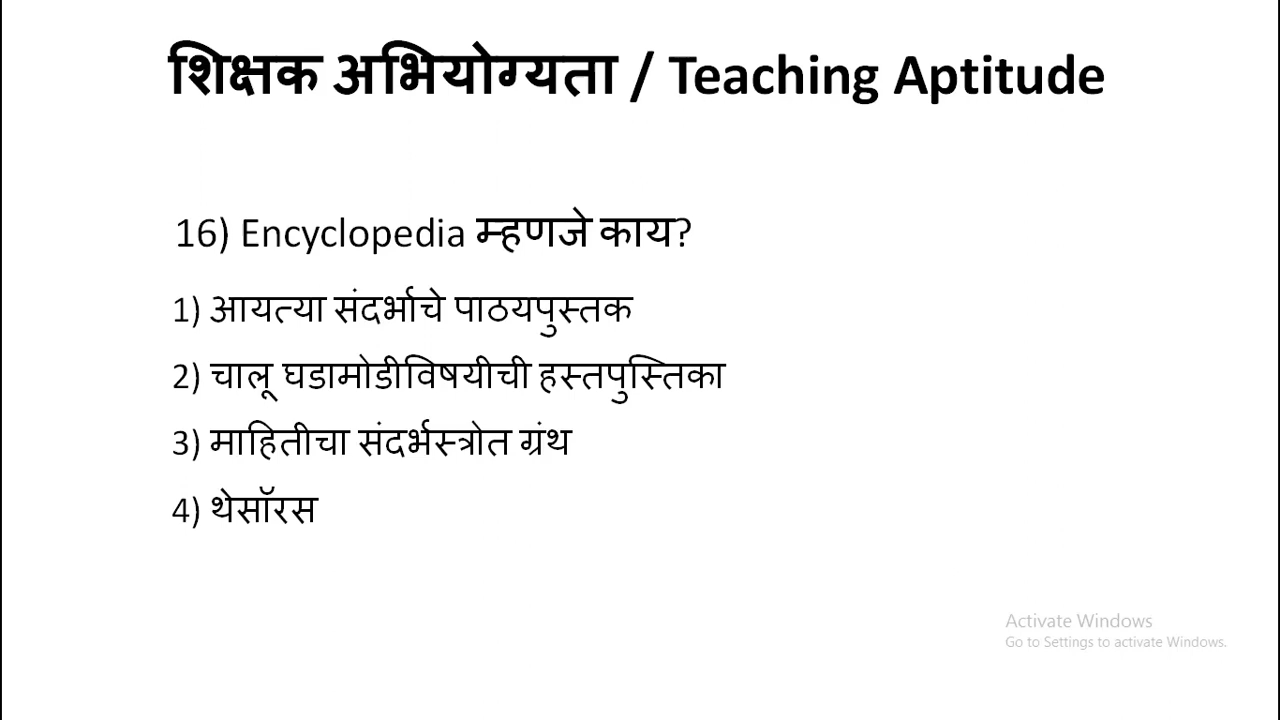 शिक्षक अभियोग्यता / Teaching Aptitude
16) Encyclopedia म्हणजे काय?
1) आयत्या संदर्भाचे पाठयपुस्तक
2) चालू घडामोडीविषयीची हस्तपुस्तिका
3) माहितीचा संदर्भस्त्रोत ग्रंथ
4) थेसॉरस
Activate Windows
Go to Settings to activate Windows.